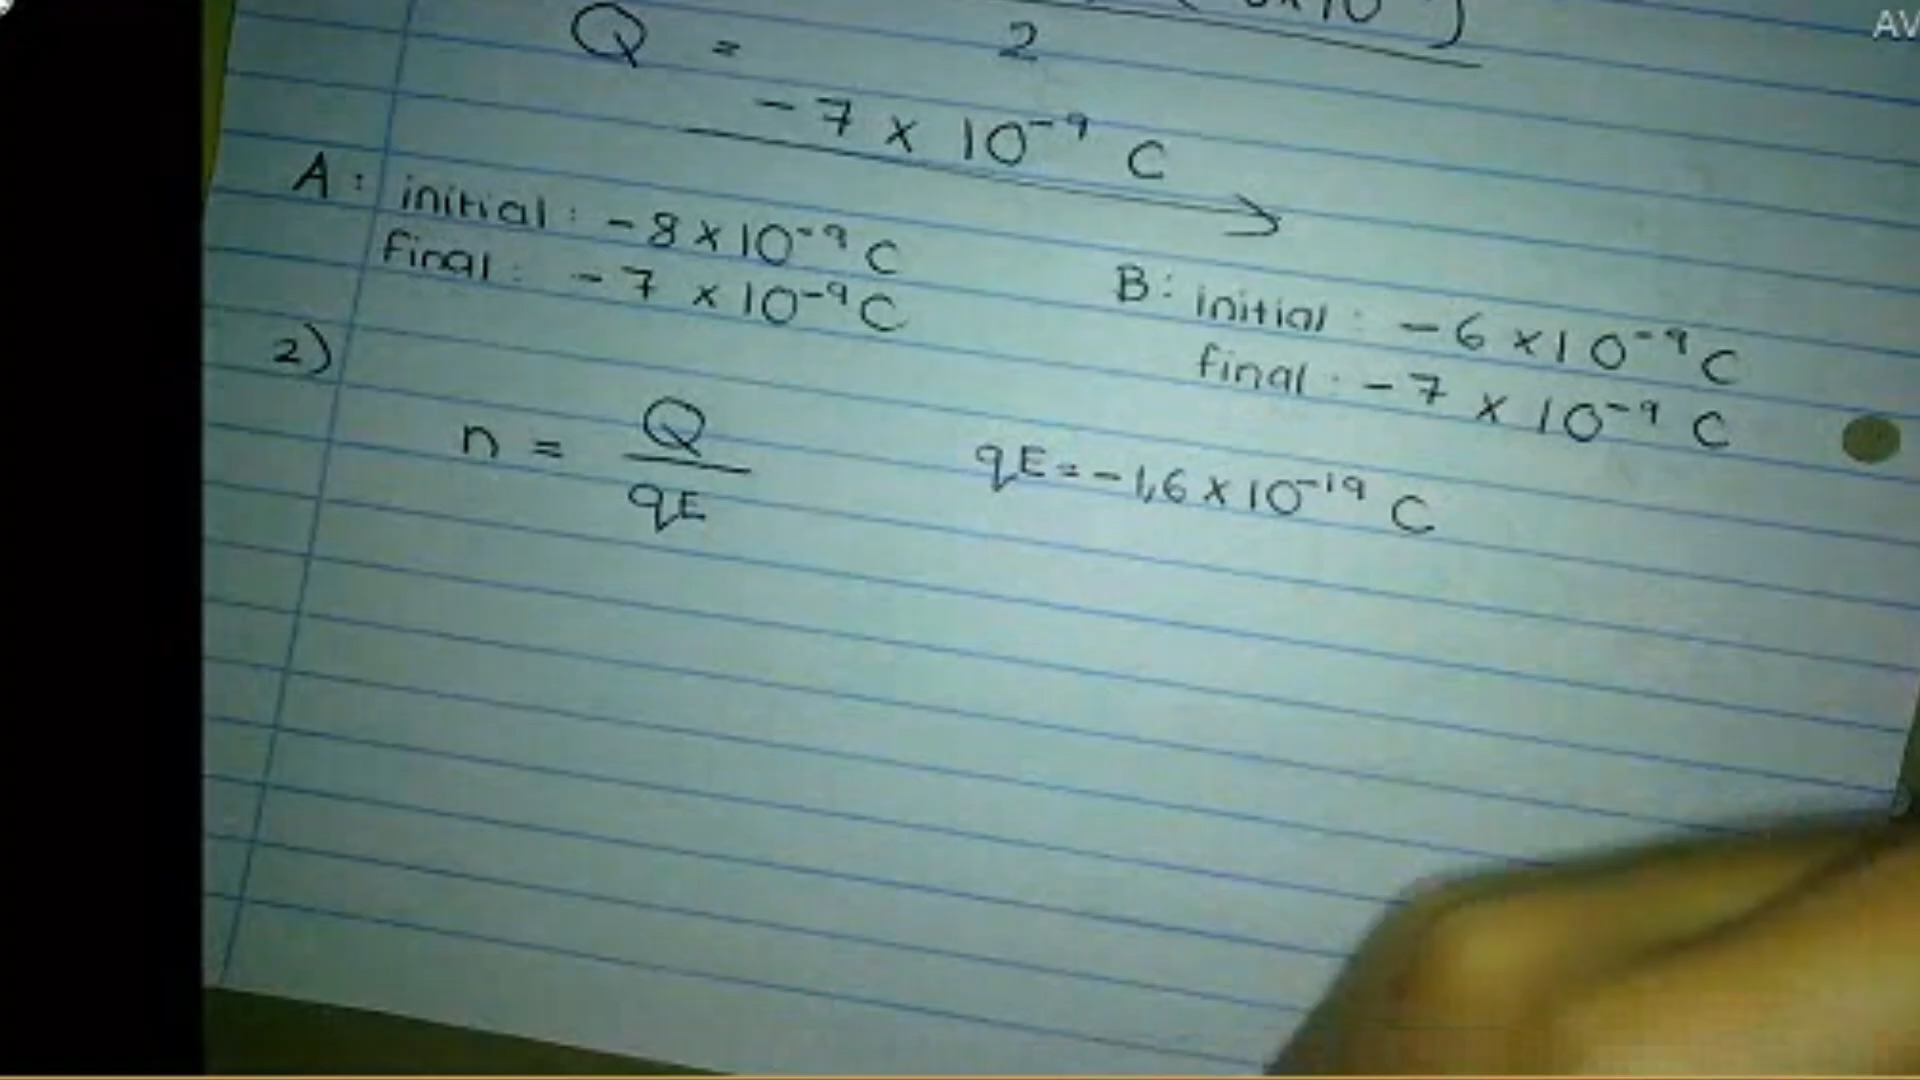 Q = 2
-7 x 10⁻⁹ C
A: initial: -8 x 10⁻⁹ C
final: -7 x 10⁻⁹ C
B: initial: -6 x 10⁻⁹ C
final: -7 x 10⁻⁹ C
2)
n = Q / qE
qE = -1,6 x 10⁻¹⁹ C
AV